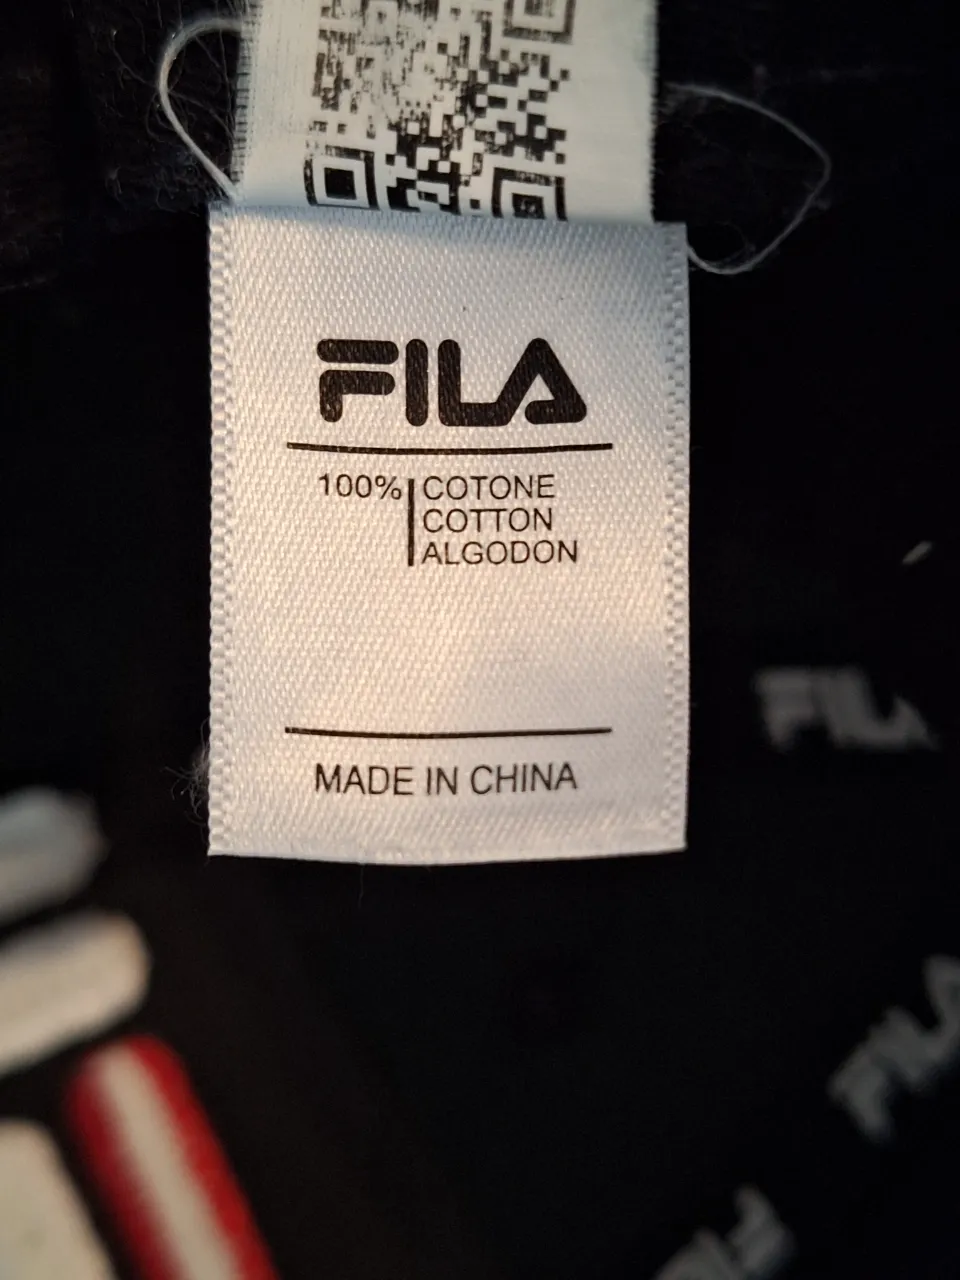 FILA
100% COTONE
COTTON
ALGODON
MADE IN CHINA
FILA
FILA